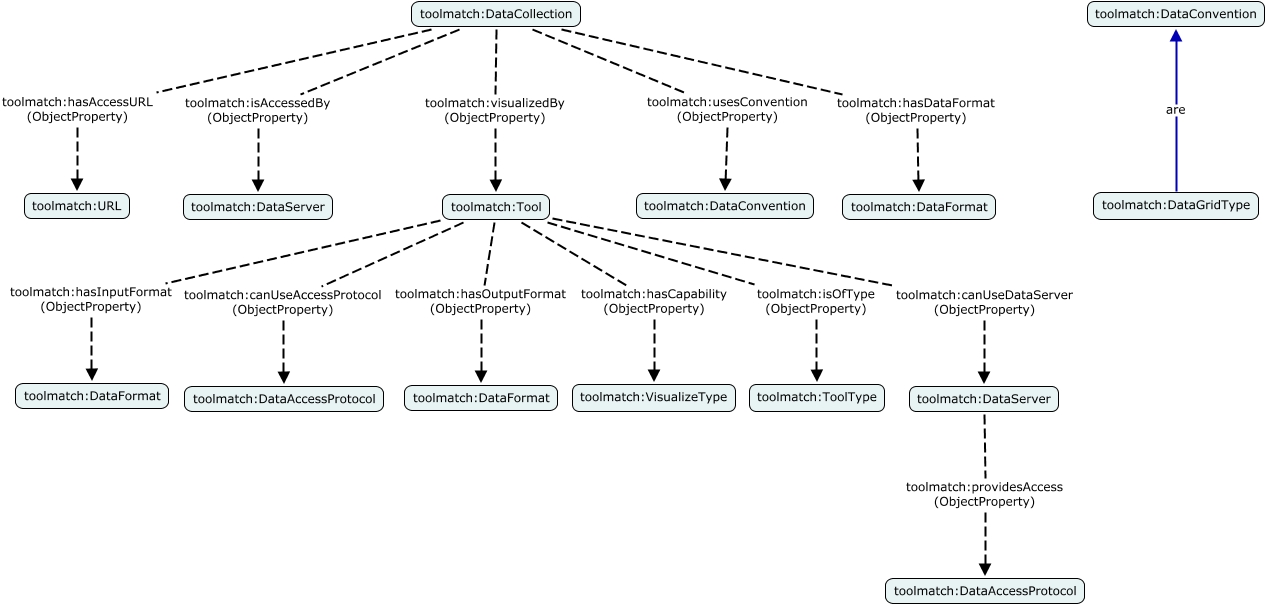 toolmatch:DataCollection
toolmatch:DataConvention
toolmatch:hasAccessURL
(ObjectProperty)
toolmatch:isAccessedBy
(ObjectProperty)
toolmatch:visualizedBy
(ObjectProperty)
toolmatch:usesConvention
(ObjectProperty)
toolmatch:hasDataFormat
(ObjectProperty)
are
toolmatch:URL
toolmatch:DataServer
toolmatch:Tool
toolmatch:DataConvention
toolmatch:DataFormat
toolmatch:DataGridType
toolmatch:hasInputFormat
(ObjectProperty)
toolmatch:canUseAccessProtocol
(ObjectProperty)
toolmatch:hasOutputFormat
(ObjectProperty)
toolmatch:hasCapability
(ObjectProperty)
toolmatch:isOfType
(ObjectProperty)
toolmatch:canUseDataServer
(ObjectProperty)
toolmatch:DataFormat
toolmatch:DataAccessProtocol
toolmatch:DataFormat
toolmatch:VisualizeType
toolmatch:ToolType
toolmatch:DataServer
toolmatch:providesAccess
(ObjectProperty)
toolmatch:DataAccessProtocol